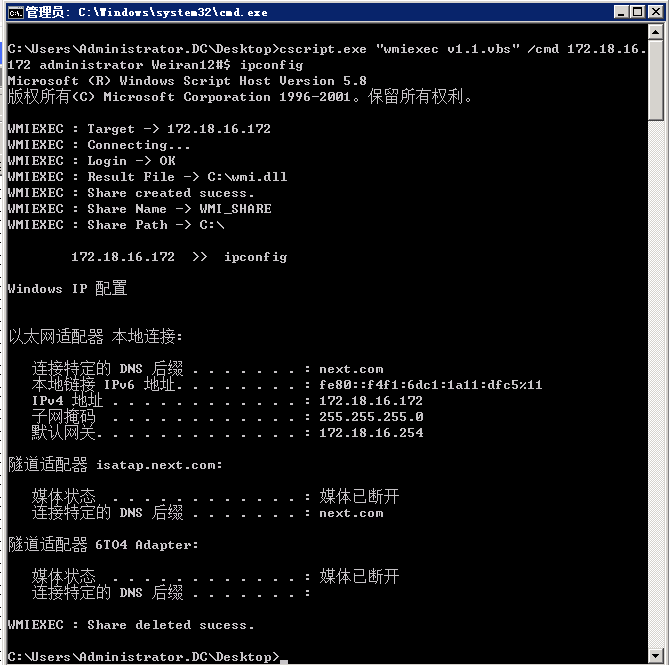 管理员: C:\Windows\system32\cmd.exe
C:\Users\Administrator.DC\Desktop>cscript.exe "wmiexec v1.1.vbs" /cmd 172.18.16.
172 administrator Weiran12#$ ipconfig
Microsoft (R) Windows Script Host Version 5.8
版权所有(C) Microsoft Corporation 1996-2001。保留所有权利。
WMIEXEC : Target -> 172.18.16.172
WMIEXEC : Connecting...
WMIEXEC : Login -> OK
WMIEXEC : Result File -> C:\wmi.dll
WMIEXEC : Share created sucess.
WMIEXEC : Share Name -> WMI_SHARE
WMIEXEC : Share Path -> C:\
172.18.16.172  >>  ipconfig
Windows IP 配置
以太网适配器 本地连接:
连接特定的 DNS 后缀 . . . . . . . : next.com
本地链接 IPv6 地址. . . . . . . . : fe80::f4f1:6dc1:1a11:dfc5%11
IPv4 地址 . . . . . . . . . . . . : 172.18.16.172
子网掩码  . . . . . . . . . . . . : 255.255.255.0
默认网关. . . . . . . . . . . . . : 172.18.16.254
隧道适配器 isatap.next.com:
媒体状态  . . . . . . . . . . . . : 媒体已断开
连接特定的 DNS 后缀 . . . . . . . : next.com
隧道适配器 6TO4 Adapter:
媒体状态  . . . . . . . . . . . . : 媒体已断开
连接特定的 DNS 后缀 . . . . . . . :
WMIEXEC : Share deleted sucess.
C:\Users\Administrator.DC\Desktop>